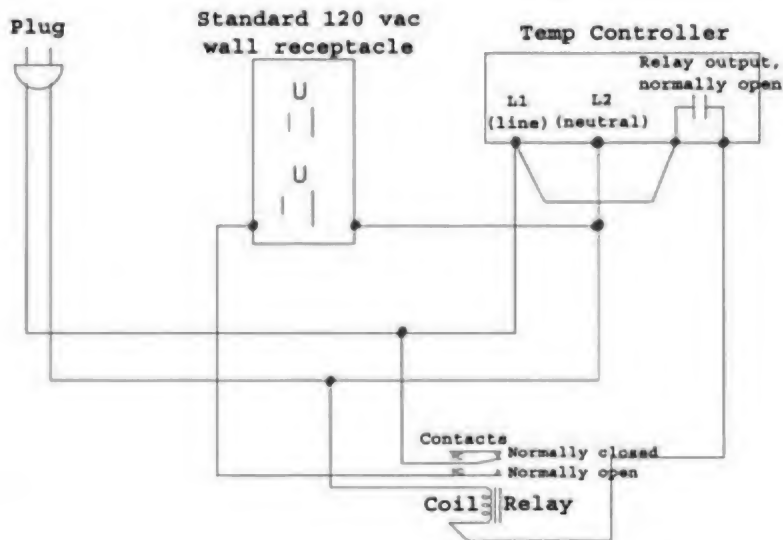 Plug
Standard 120 vac
wall receptacle
Temp Controller
Relay output,
normally open
L1
(line)
L2
(neutral)
Contacts
Normally closed
Normally open
Coil
Relay